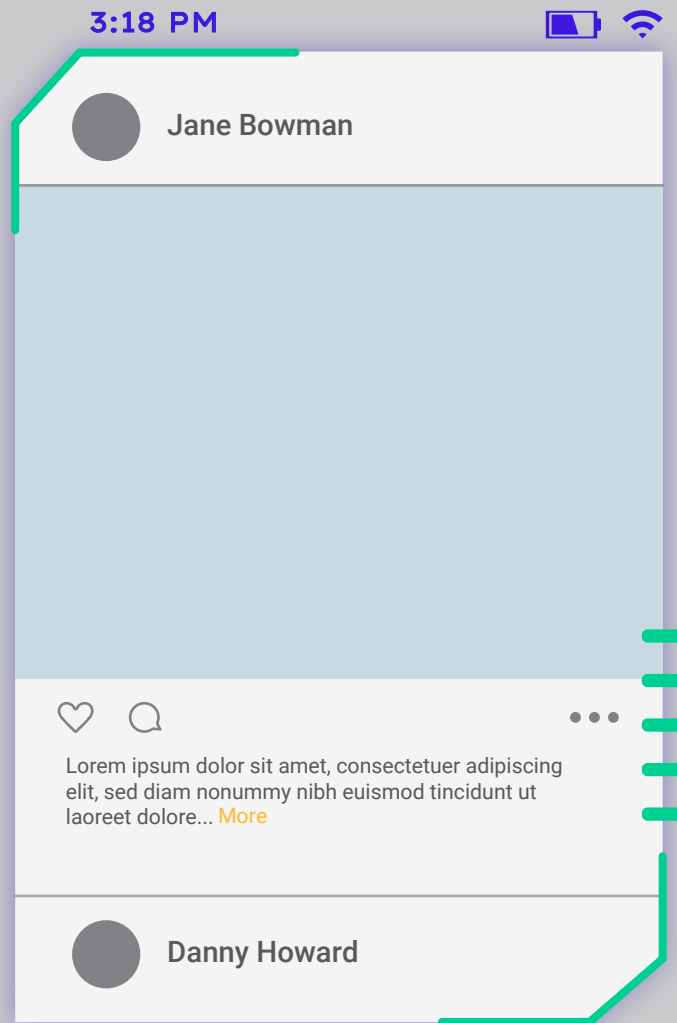 3:18 PM
Jane Bowman
Lorem ipsum dolor sit amet, consectetuer adipiscing
elit, sed diam nonummy nibh euismod tincidunt ut
laoreet dolore... More
Danny Howard